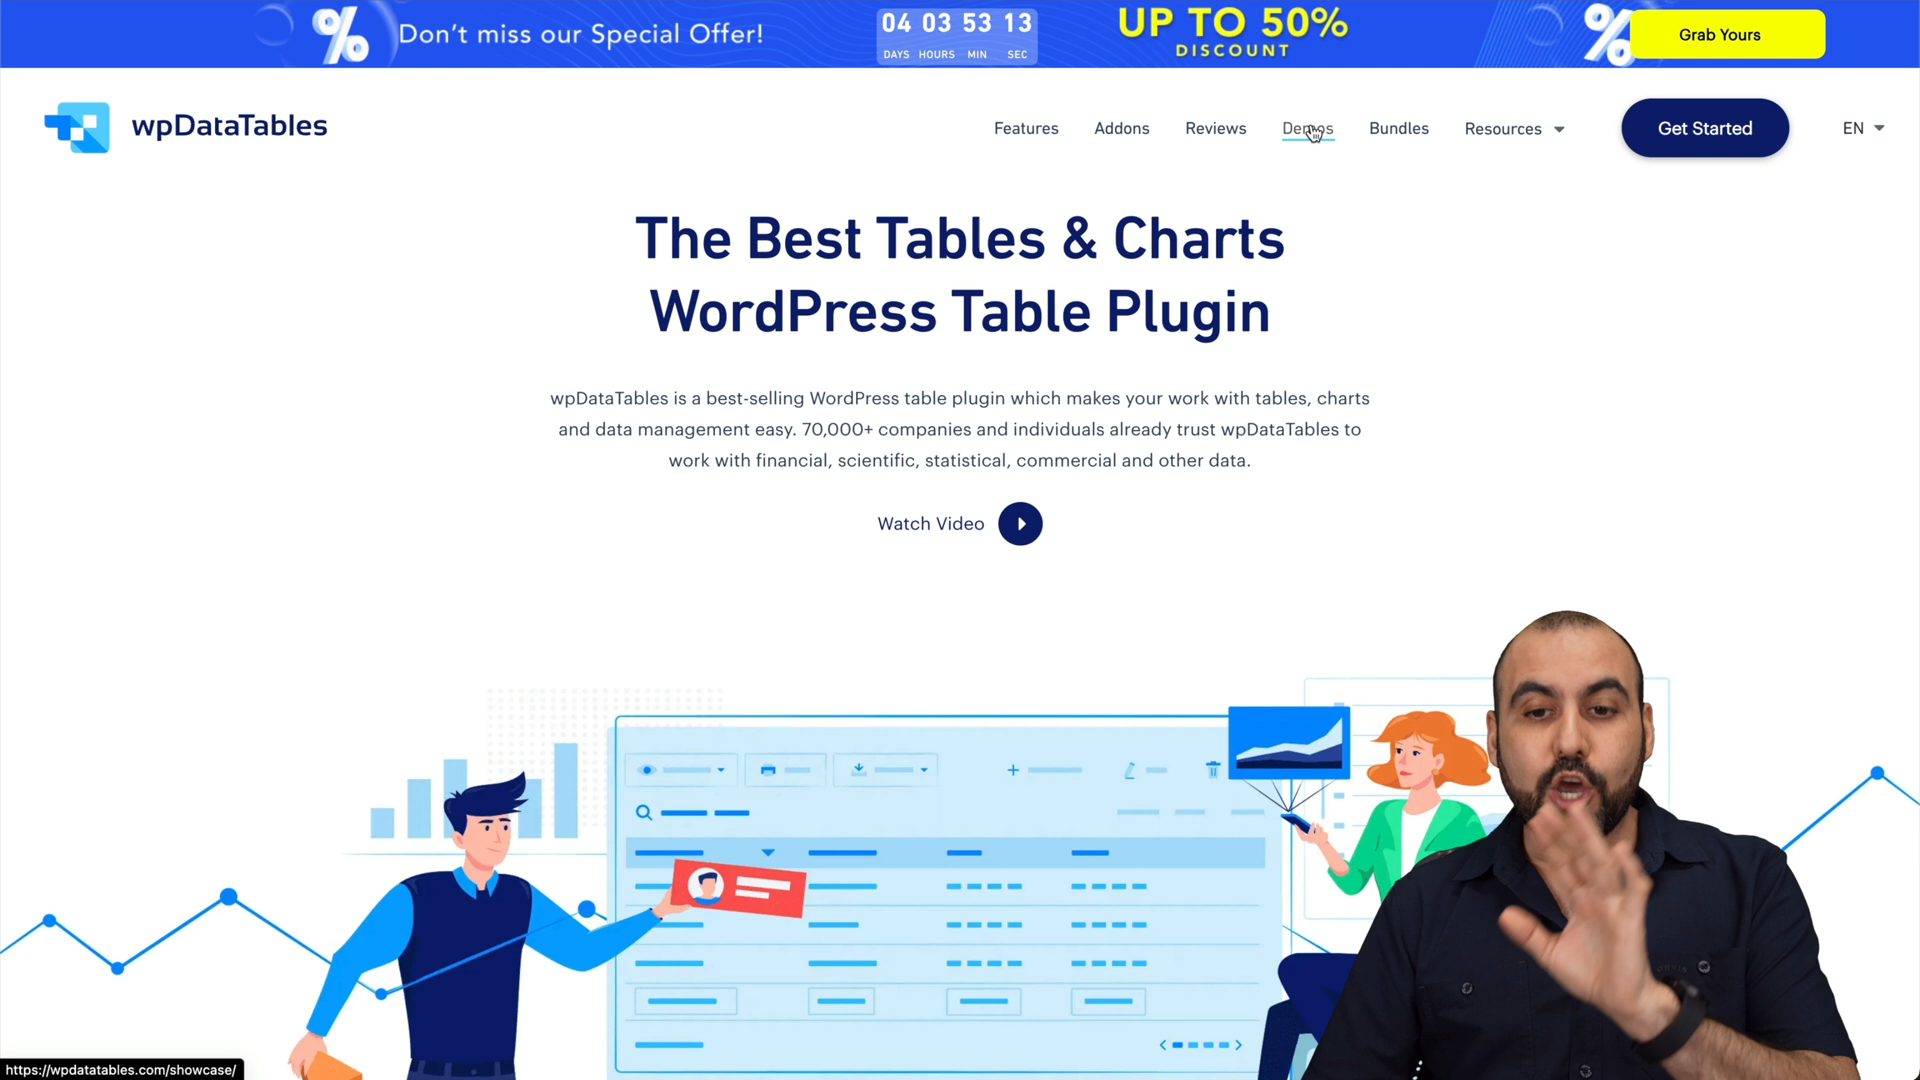 Don't miss our Special Offer!
04 03 53 13
DAYS HOURS MIN SEC
UP TO 50%
DISCOUNT
Grab Yours
wpDataTables
Features
Addons
Reviews
Demos
Bundles
Resources
Get Started
EN
The Best Tables & Charts
WordPress Table Plugin
wpDataTables is a best-selling WordPress table plugin which makes your work with tables, charts
and data management easy. 70,000+ companies and individuals already trust wpDataTables to
work with financial, scientific, statistical, commercial and other data.
Watch Video
https://wpdatatables.com/showcase/